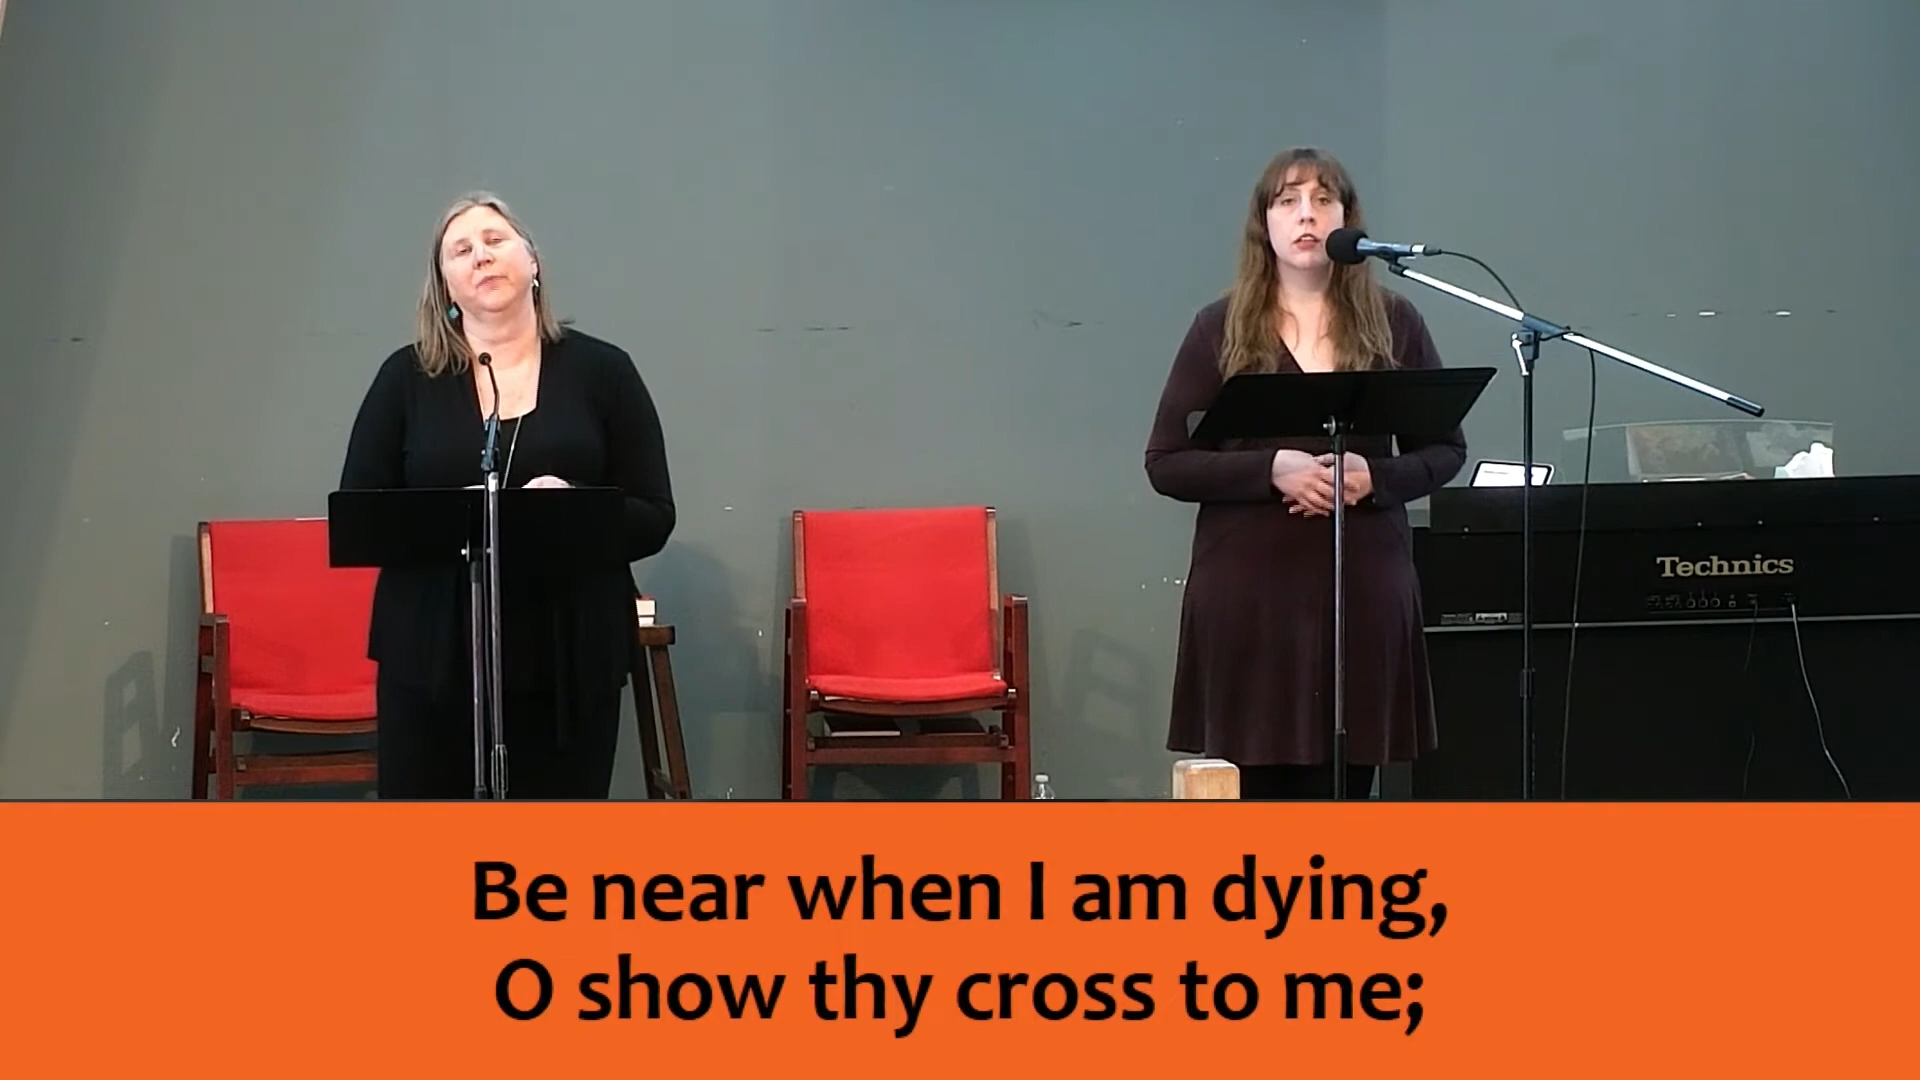 Technics
Be near when I am dying,
O show thy cross to me;